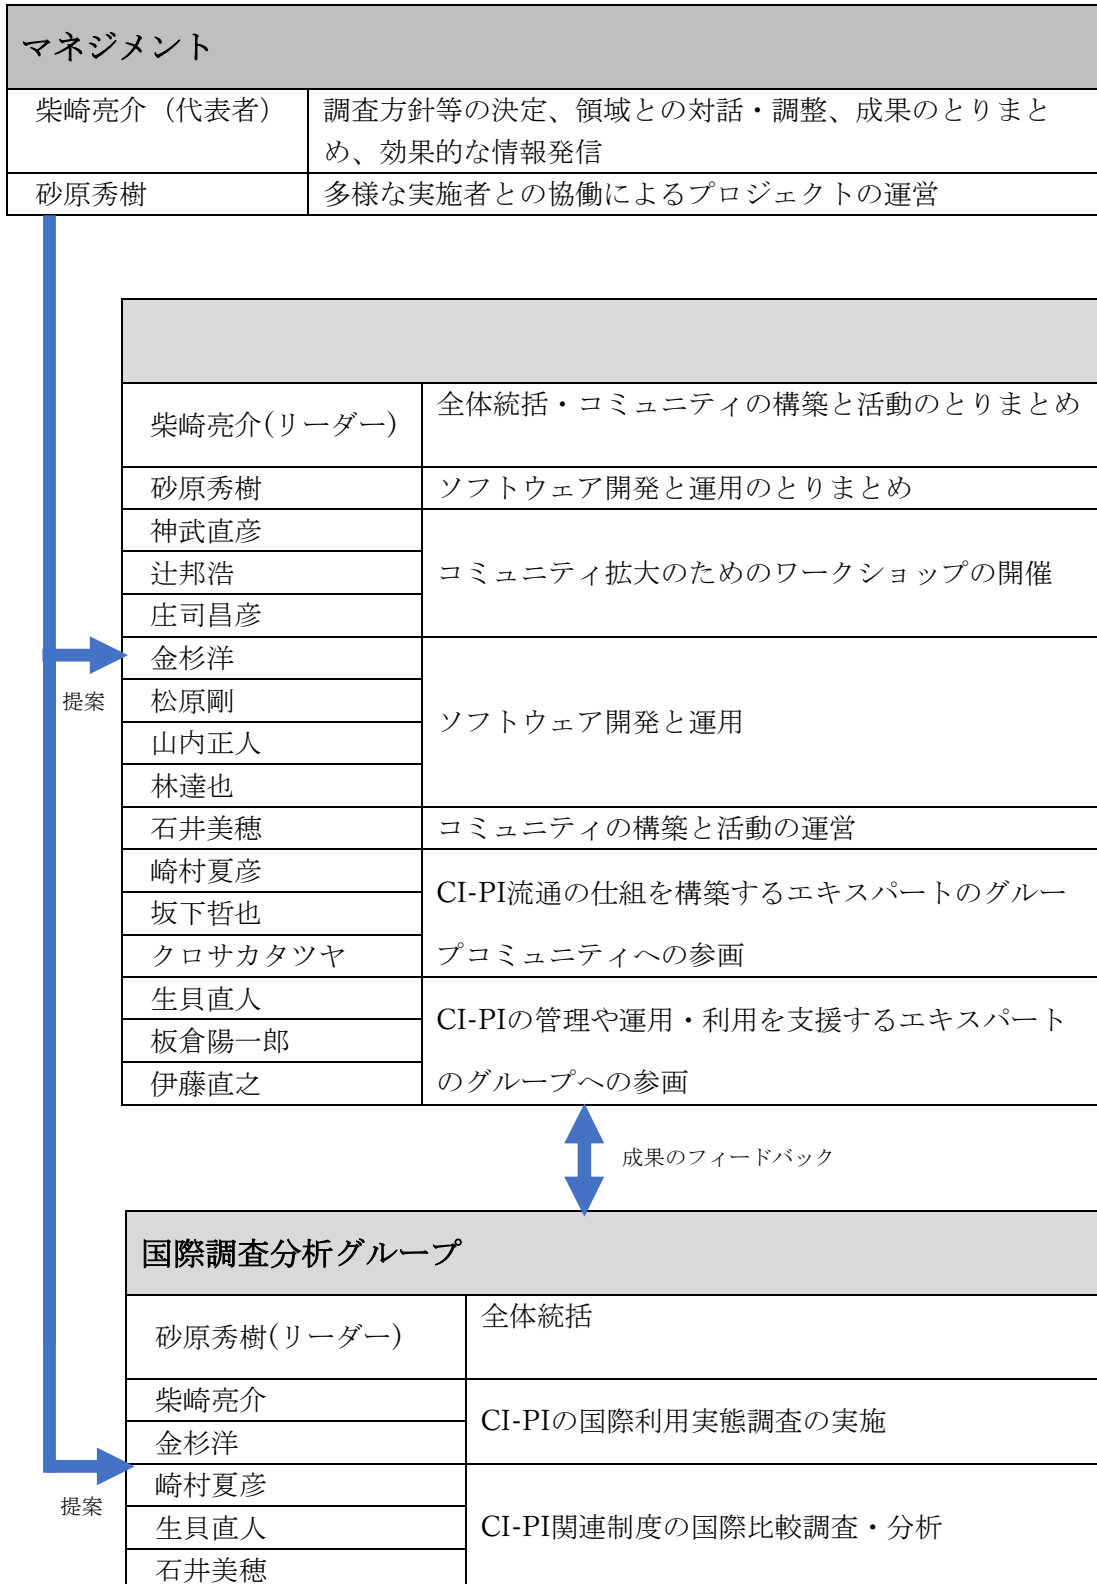 マネジメント
柴崎亮介（代表者）
調査方針等の決定、領域との対話・調整、成果のとりまと
め、効果的な情報発信
砂原秀樹
多様な実施者との協働によるプロジェクトの運営
柴崎亮介(リーダー)
全体統括・コミュニティの構築と活動のとりまとめ
砂原秀樹
ソフトウェア開発と運用のとりまとめ
神武直彦
辻邦浩
庄司昌彦
コミュニティ拡大のためのワークショップの開催
金杉洋
松原剛
山内正人
林達也
ソフトウェア開発と運用
提案
石井美穂
コミュニティの構築と活動の運営
崎村夏彦
坂下哲也
クロサカタツヤ
CI-PI流通の仕組を構築するエキスパートのグルー
プコミュニティへの参画
生貝直人
板倉陽一郎
伊藤直之
CI-PIの管理や運用・利用を支援するエキスパート
のグループへの参画
成果のフィードバック
国際調査分析グループ
砂原秀樹(リーダー)
全体統括
柴崎亮介
金杉洋
CI-PIの国際利用実態調査の実施
崎村夏彦
生貝直人
石井美穂
CI-PI関連制度の国際比較調査・分析
提案